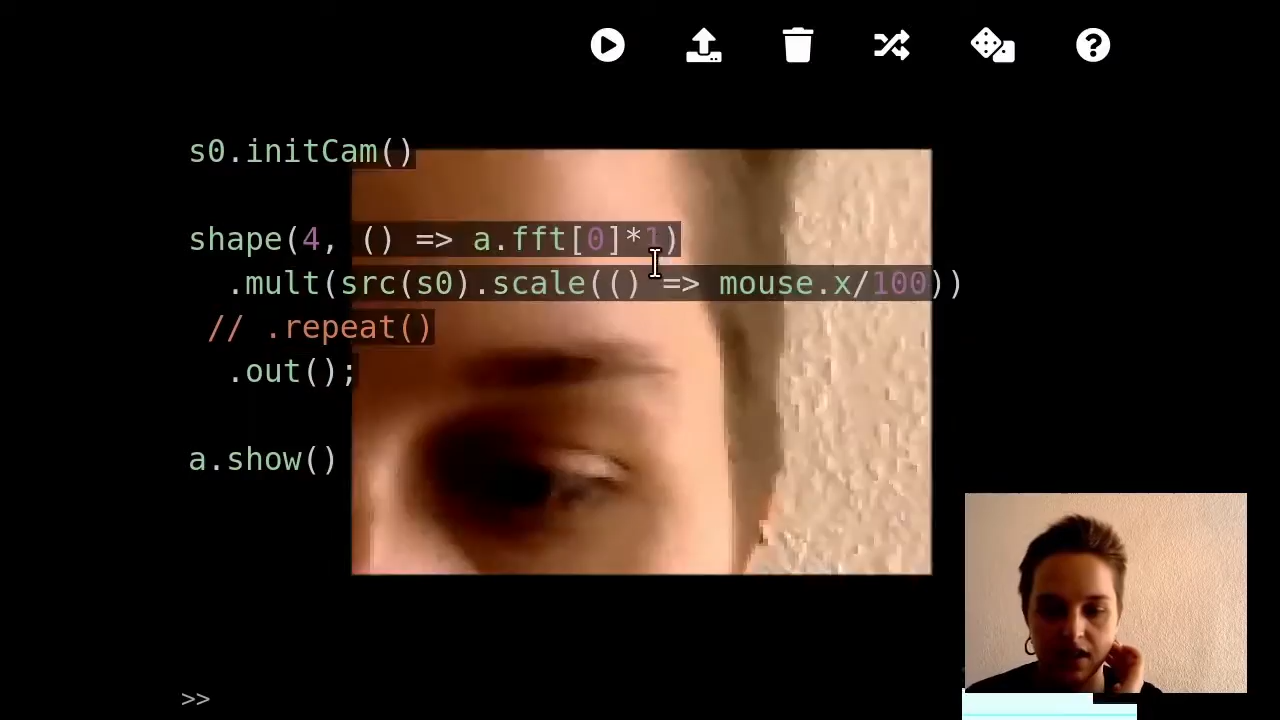 s0.initCam()
shape(4, () => a.fft[0]*1)
.mult(src(s0).scale(() => mouse.x/100))
// .repeat()
.out();
a.show()
>>